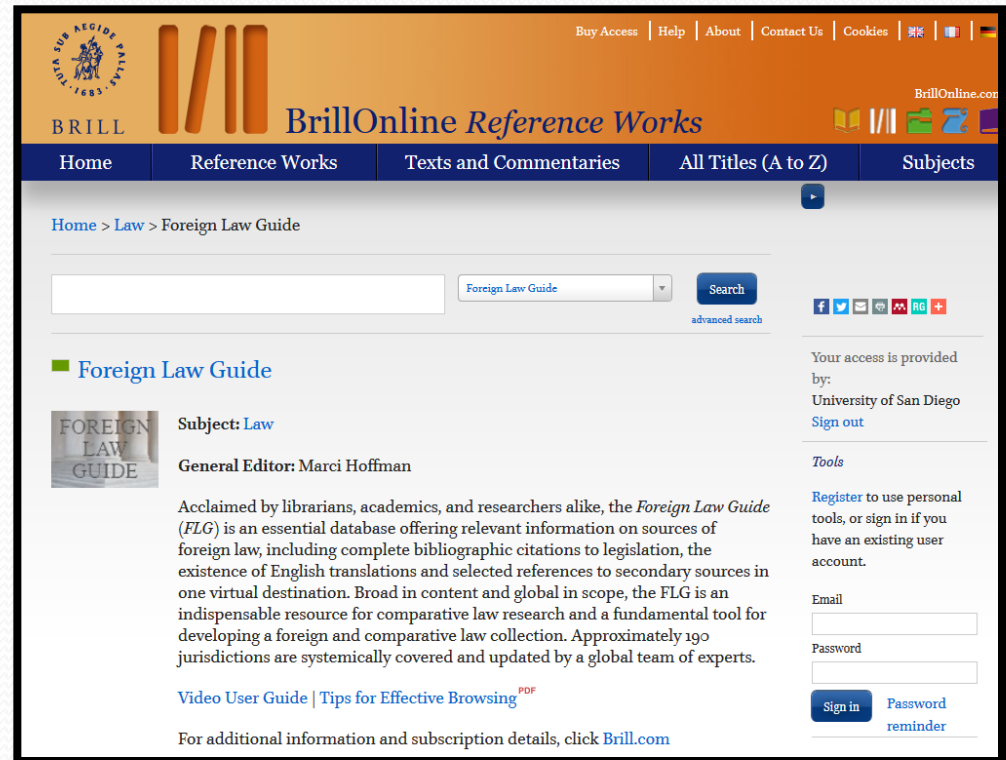 TUTA SUB AEGIDE PALLAS
·1683·
BRILL
Buy Access | Help | About | Contact Us | Cookies
BrillOnline.com
BrillOnline Reference Works
Home Reference Works Texts and Commentaries All Titles (A to Z) Subjects
Home > Law > Foreign Law Guide
Foreign Law Guide
Search
advanced search
Foreign Law Guide
FOREIGN
LAW
GUIDE
Subject: Law
General Editor: Marci Hoffman
Acclaimed by librarians, academics, and researchers alike, the Foreign Law Guide
(FLG) is an essential database offering relevant information on sources of
foreign law, including complete bibliographic citations to legislation, the
existence of English translations and selected references to secondary sources in
one virtual destination. Broad in content and global in scope, the FLG is an
indispensable resource for comparative law research and a fundamental tool for
developing a foreign and comparative law collection. Approximately 190
jurisdictions are systemically covered and updated by a global team of experts.
Video User Guide | Tips for Effective Browsing PDF
For additional information and subscription details, click Brill.com
RG
Your access is provided
by:
University of San Diego
Sign out
Tools
Register to use personal
tools, or sign in if you
have an existing user
account.
Email
Password
Sign in
Password
reminder